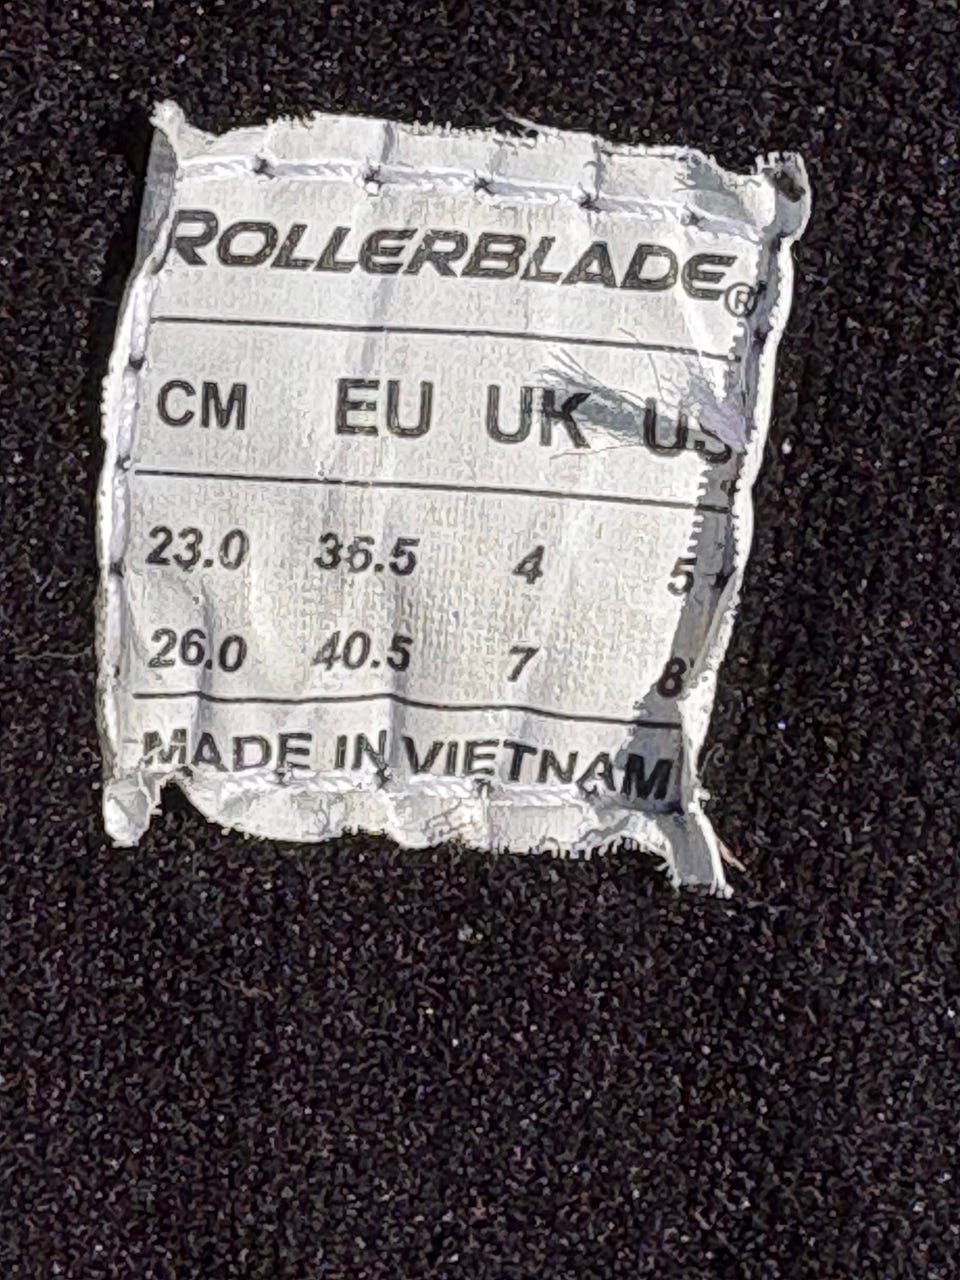 ROLLERBLADE®
CM EU UK US
23.0 36.5 4 5
26.0 40.5 7 8
MADE IN VIETNAM